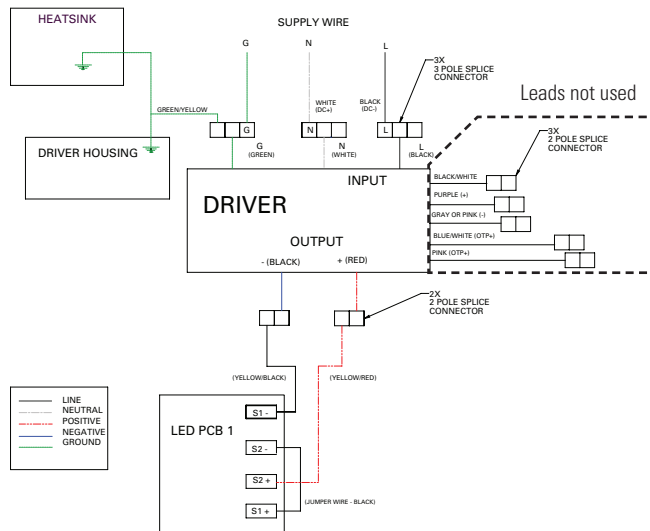 HEATSINK
SUPPLY WIRE
G
N
L
3X
3 POLE SPLICE
CONNECTOR
WHITE
(DC+)
BLACK
(DC-)
GREEN/YELLOW
G
N
L
G
(GREEN)
N
(WHITE)
L
(BLACK)
Leads not used
3X
2 POLE SPLICE
CONNECTOR
DRIVER HOUSING
INPUT
DRIVER
OUTPUT
- (BLACK)
+ (RED)
BLACK/WHITE
PURPLE (+)
GRAY OR PINK (-)
BLUE/WHITE (OTP+)
PINK (OTP+)
2X
2 POLE SPLICE
CONNECTOR
(YELLOW/BLACK)
(YELLOW/RED)
LINE
NEUTRAL
POSITIVE
NEGATIVE
GROUND
LED PCB 1
S1 -
S2 -
S2 +
S1 +
(JUMPER WIRE - BLACK)